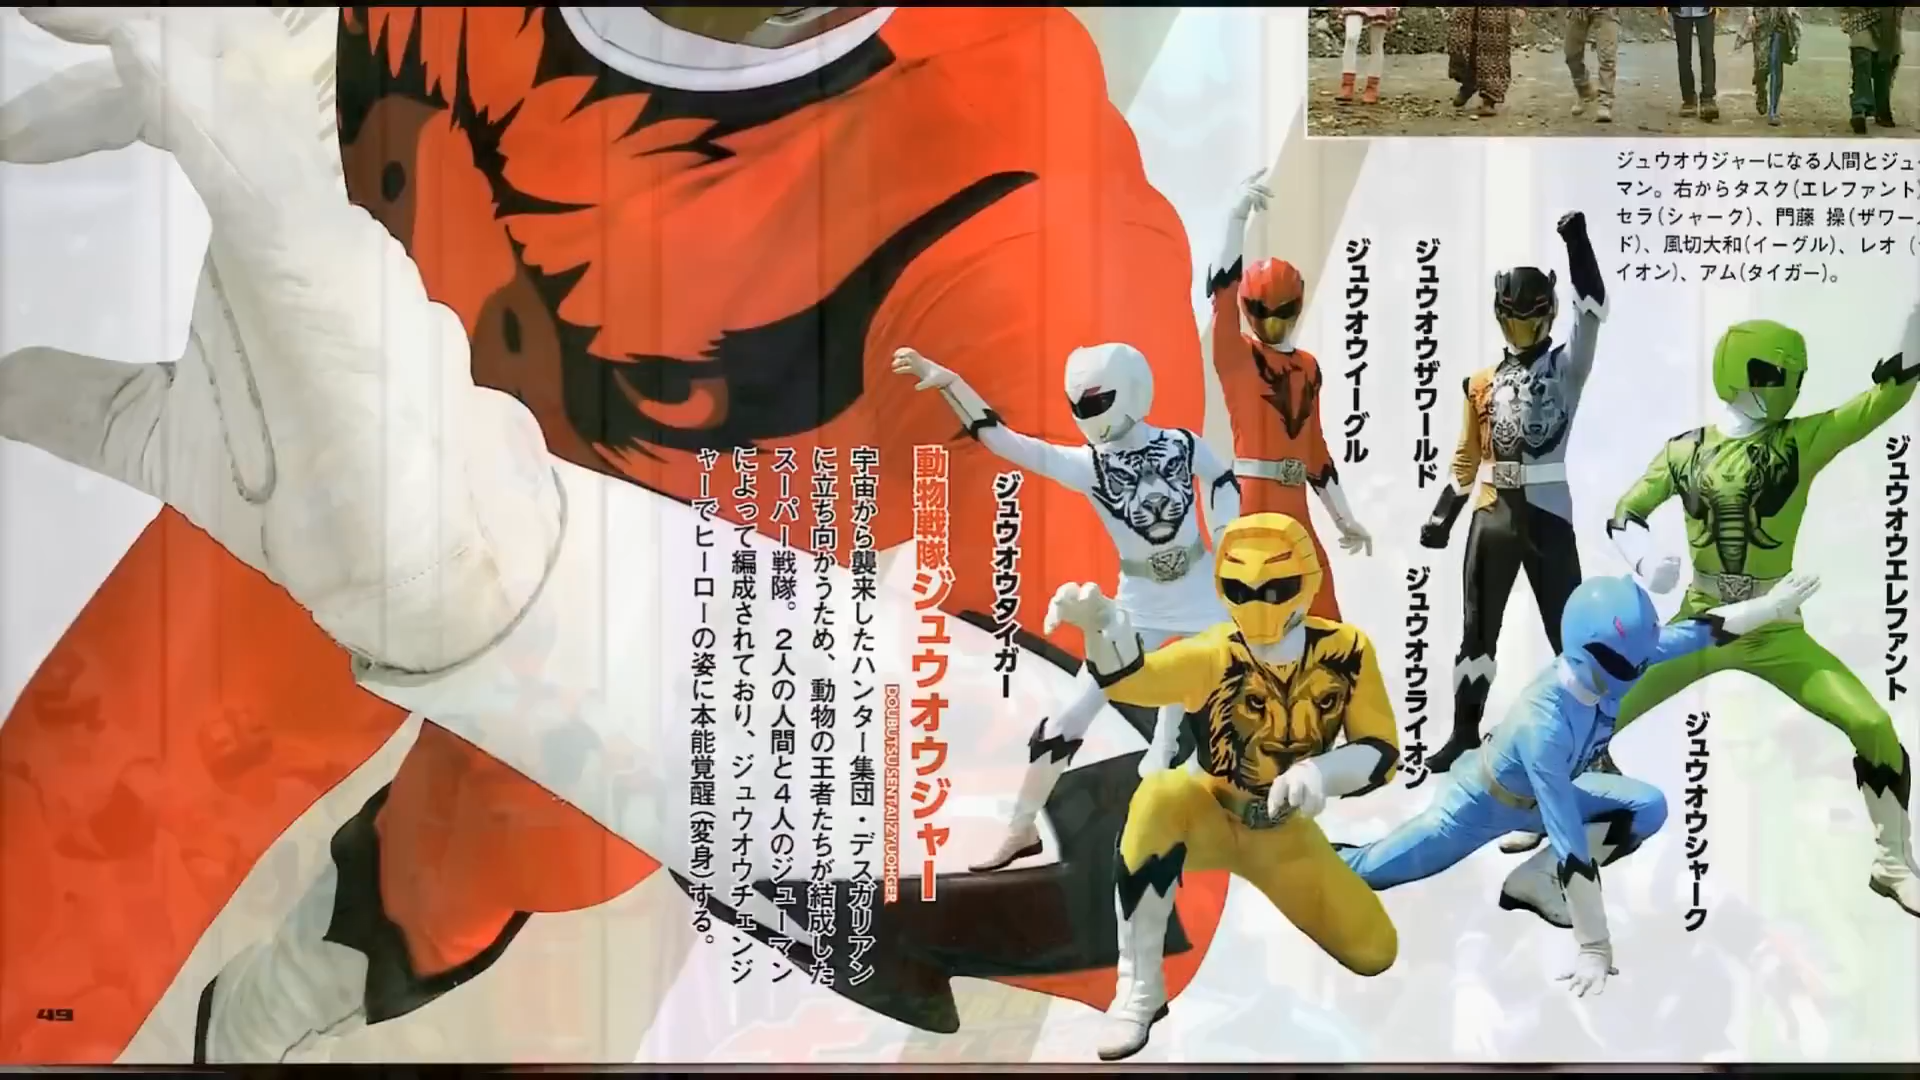 ジュウオウジャーになる人間とジュ
マン。右からタスク(エレファント)
セラ(シャーク)、門藤 操(ザワー
ド)、風切大和(イーグル)、レオ(
イオン)、アム(タイガー)。
ジュウオウエレファント
ジュウオウシャーク
ジュウオウザワールド
ジュウオウライオン
ジュウオウイーグル
ジュウオウタイガー
動物戦隊ジュウオウジャー
DOUBUTSU SENTAI ZYUOHGER
宇宙から襲来したハンター集団・デスガリアン
に立ち向かうため、動物の王者たちが結成した
スーパー戦隊。2人の人間と4人のジューマン
によって編成されており、ジュウオウチェンジ
ャーでヒーローの姿に本能覚醒(変身)する。
49